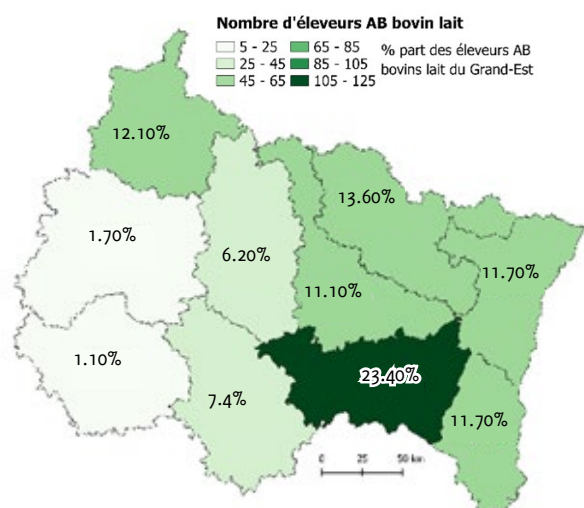 Nombre d'éleveurs AB bovin lait
5 - 25 65 - 85
25 - 45 85 - 105
45 - 65 105 - 125
% part des éleveurs AB
bovins lait du Grand-Est
12.10%
13.60%
1.70%
6.20%
11.70%
11.10%
1.10%
23.40%
7.4%
11.70%
0 25 50 km